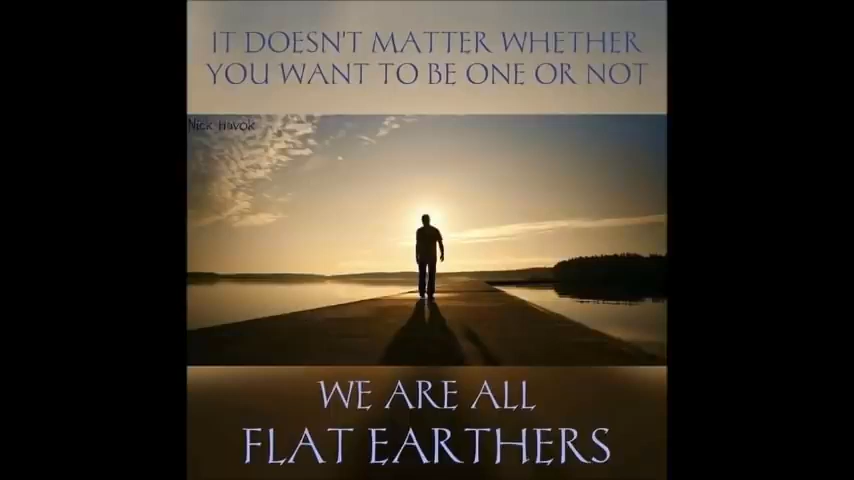 IT DOESN'T MATTER WHETHER
YOU WANT TO BE ONE OR NOT
Nick Havok
WE ARE ALL
FLAT EARTHERS